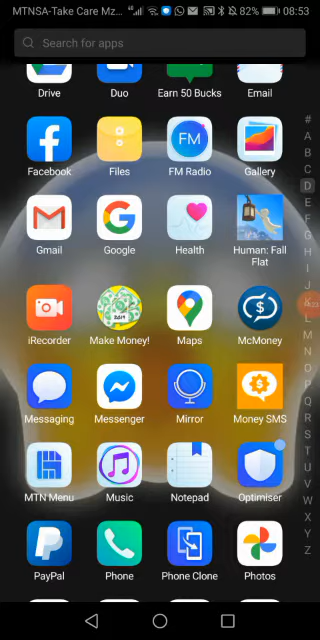 MTNSA-Take Care Mz... 82% 08:53
Search for apps
Drive Duo Earn 50 Bucks Email
Facebook Files FM Radio Gallery
Gmail Google Health Human: Fall Flat
iRecorder Make Money! Maps McMoney
Messaging Messenger Mirror Money SMS
MTN Menu Music Notepad Optimiser
PayPal Phone Phone Clone Photos
#
A
B
C
D
E
F
G
H
I
J
K
L
M
N
O
P
Q
R
S
T
U
V
W
X
Y
Z